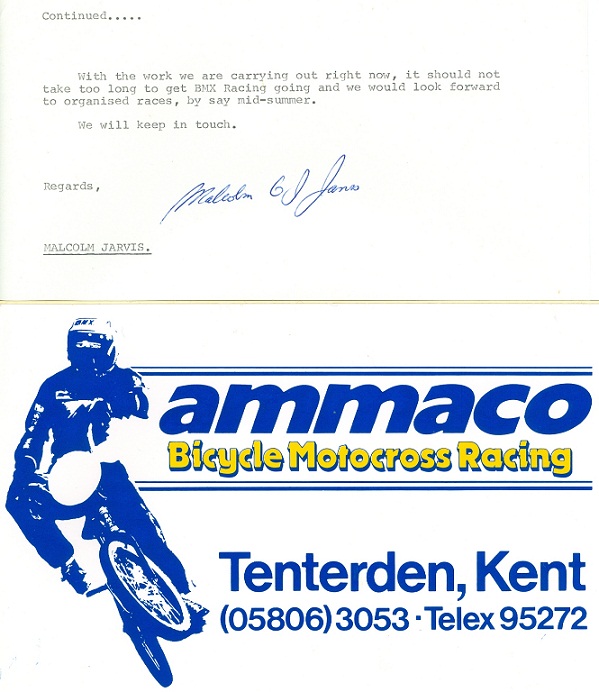 Continued.....
With the work we are carrying out right now, it should not
take too long to get BMX Racing going and we would look forward
to organised races, by say mid-summer.
We will keep in touch.
Regards,
Malcolm G J Jarvis
MALCOLM JARVIS.
BMX
ammaco
Bicycle Motocross Racing
Tenterden, Kent
(05806) 3053 · Telex 95272